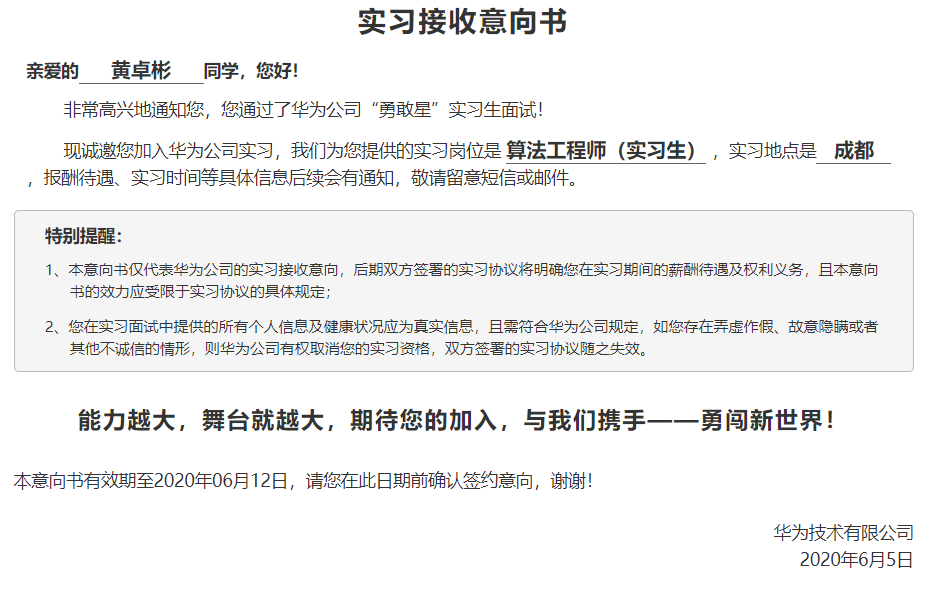 实习接收意向书
亲爱的 黄卓彬 同学，您好！
非常高兴地通知您，您通过了华为公司“勇敢星”实习生面试！
现诚邀您加入华为公司实习，我们为您提供的实习岗位是 算法工程师（实习生） ，实习地点是 成都
，报酬待遇、实习时间等具体信息后续会有通知，敬请留意短信或邮件。
特别提醒：
1、本意向书仅代表华为公司的实习接收意向，后期双方签署的实习协议将明确您在实习期间的薪酬待遇及权利义务，且本意向
书的效力应受限于实习协议的具体规定；
2、您在实习面试中提供的所有个人信息及健康状况应为真实信息，且需符合华为公司规定，如您存在弄虚作假、故意隐瞒或者
其他不诚信的情形，则华为公司有权取消您的实习资格，双方签署的实习协议随之失效。
能力越大，舞台就越大，期待您的加入，与我们携手——勇闯新世界！
本意向书有效期至2020年06月12日，请您在此日期前确认签约意向，谢谢！
华为技术有限公司
2020年6月5日